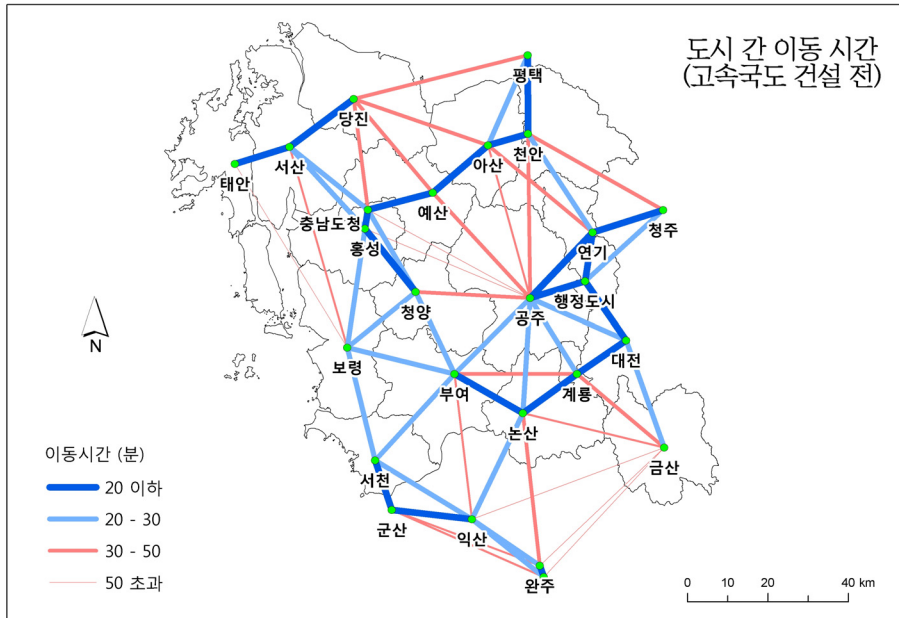 도시 간 이동 시간
(고속국도 건설 전)
평택
당진
천안
아산
서산
태안
예산
충남도청
홍성
청주
연기
행정도시
청양
공주
N
보령
대전
부여
계룡
논산
금산
서천
군산
익산
완주
이동시간 (분)
20 이하
20 - 30
30 - 50
50 초과
0 10 20 40 km